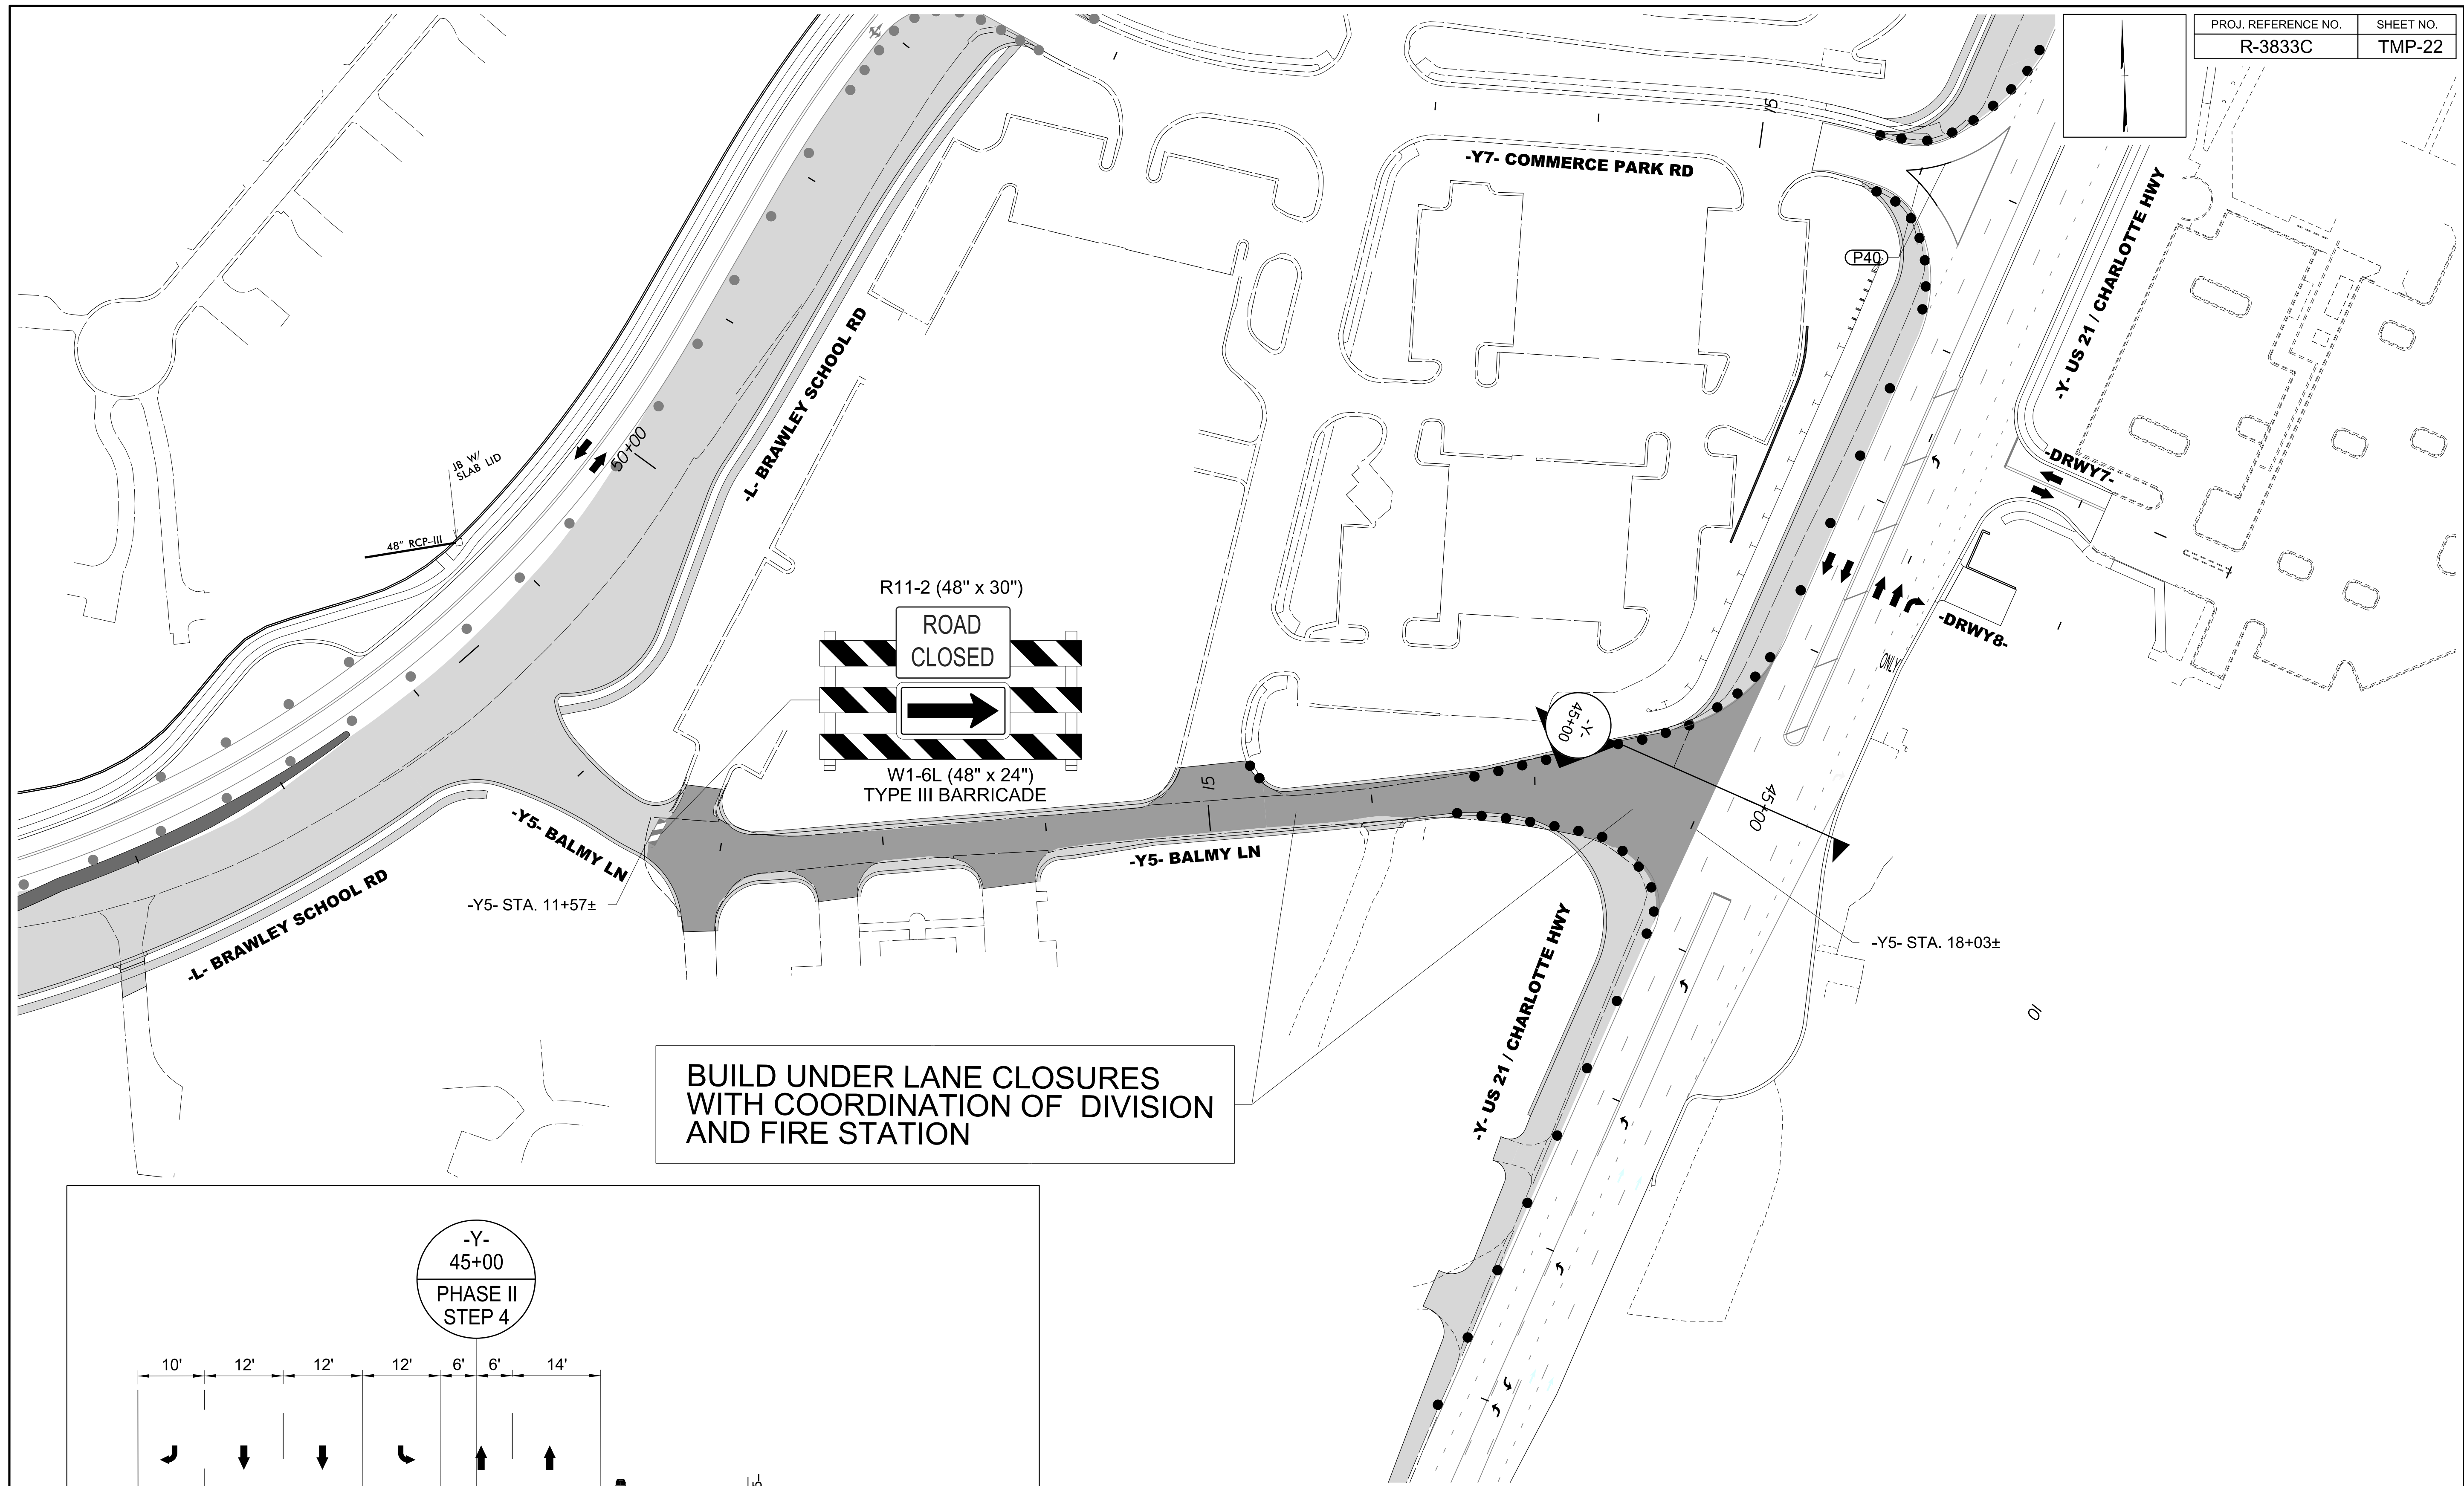 PROJ. REFERENCE NO.
SHEET NO.
R-3833C
TMP-22
15
-Y7- COMMERCE PARK RD
P40
-Y- US 21 / CHARLOTTE HWY
-L- BRAWLEY SCHOOL RD
50+00
JB W/
SLAB LID
48" RCP-III
-DRWY7-
-DRWY8-
ONLY
R11-2 (48" x 30")
ROAD
CLOSED
W1-6L (48" x 24")
TYPE III BARRICADE
-Y-
45+00
45+00
15
-Y5- BALMY LN
-Y5- BALMY LN
-Y5- STA. 11+57±
-L- BRAWLEY SCHOOL RD
-Y5- STA. 18+03±
-Y- US 21 / CHARLOTTE HWY
10
BUILD UNDER LANE CLOSURES
WITH COORDINATION OF DIVISION
AND FIRE STATION
-Y-
45+00
PHASE II
STEP 4
10' 12' 12' 12' 6' 6' 14'